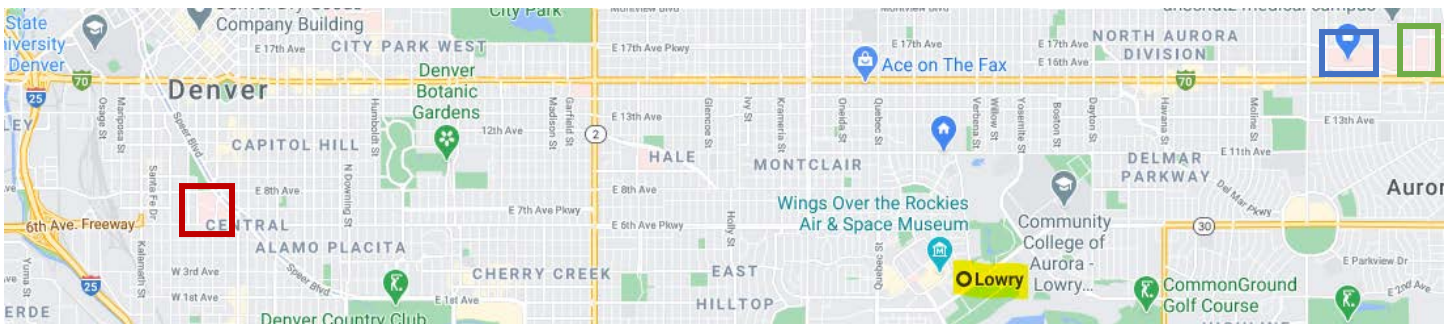 State
University
Denver
Company Building
City Park
E 17th Ave
CITY PARK WEST
E 17th Ave Pkwy
E 17th Ave
E 17th Ave
E 16th Ave
NORTH AURORA
DIVISION
Ace on The Fax
70
70
25
Denver
Denver
Botanic
Gardens
Osage St
Mariposa St
Speer Blvd
Humboldt St
Madison St
Garfield St
Glencoe St
Ivy St
Krameria St
Oneida St
Quebec St
Verbena St
Willow St
Yosemite St
Boston St
Dayton St
Havana St
Moline St
12th Ave
2
E 13th Ave
E 13th Ave
LEY
CAPITOL HILL
HALE
MONTCLAIR
E 11th Ave
DELMAR
PARKWAY
Del Mar Pkwy
Auror
Santa Fe Dr
E 8th Ave
N Downing St
E 8th Ave
6th Ave. Freeway
CENTRAL
E 7th Ave Pkwy
E 6th Ave Pkwy
Holly St
Wings Over the Rockies
Air & Space Museum
Community
College of
Aurora -
Lowry...
30
ALAMO PLACITA
Kalamath St
Yuma St
W 3rd Ave
Speer Blvd
CHERRY CREEK
EAST
HILLTOP
Quebec St
Lowry
E Parkview Dr
25
W 1st Ave
E 1st Ave
CommonGround
Golf Course
E 2nd Ave
ERDE
Denver Country Club